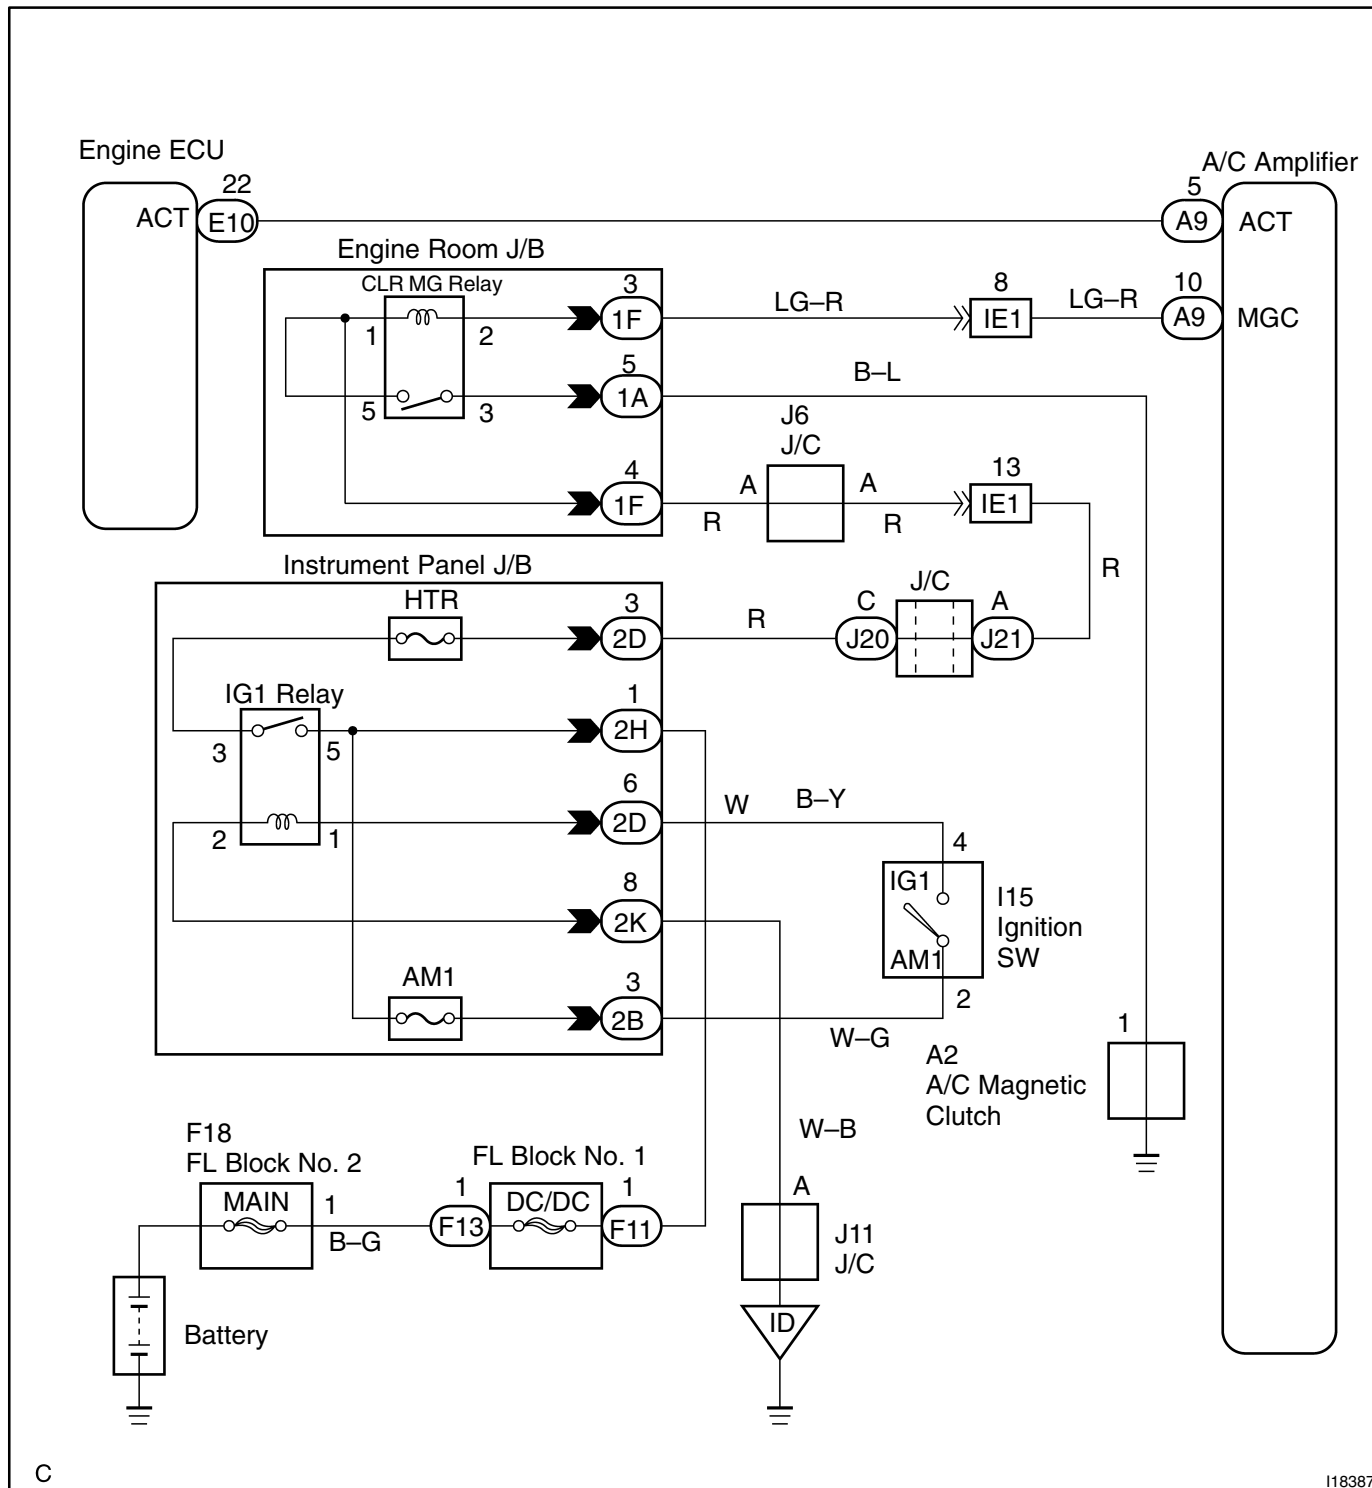 Engine ECU
A/C Amplifier
22
5
ACT
E10
A9
ACT
Engine Room J/B
CLR MG Relay
3
8
10
LG–R
LG–R
1F
IE1
A9
MGC
1
2
5
B–L
1A
5
3
J6
J/C
4
13
A
A
1F
IE1
R
R
Instrument Panel J/B
R
HTR
J/C
3
C
A
R
2D
J20
J21
IG1 Relay
1
2H
3
5
6
W
B–Y
2D
2
1
4
IG1
8
I15
Ignition
SW
2K
AM1
AM1
3
2
2B
W–G
1
A2
A/C Magnetic
Clutch
W–B
F18
FL Block No. 2
FL Block No. 1
MAIN
1
1
DC/DC
1
A
F13
F11
B–G
J11
J/C
ID
Battery
C
I18387